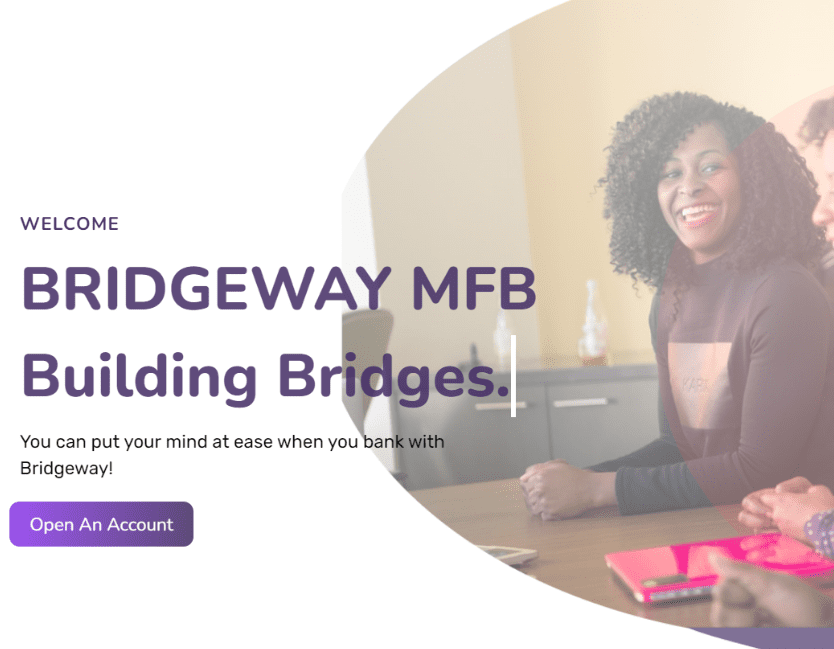 WELCOME
BRIDGEWAY MFB
Building Bridges.
You can put your mind at ease when you bank with
Bridgeway!
Open An Account